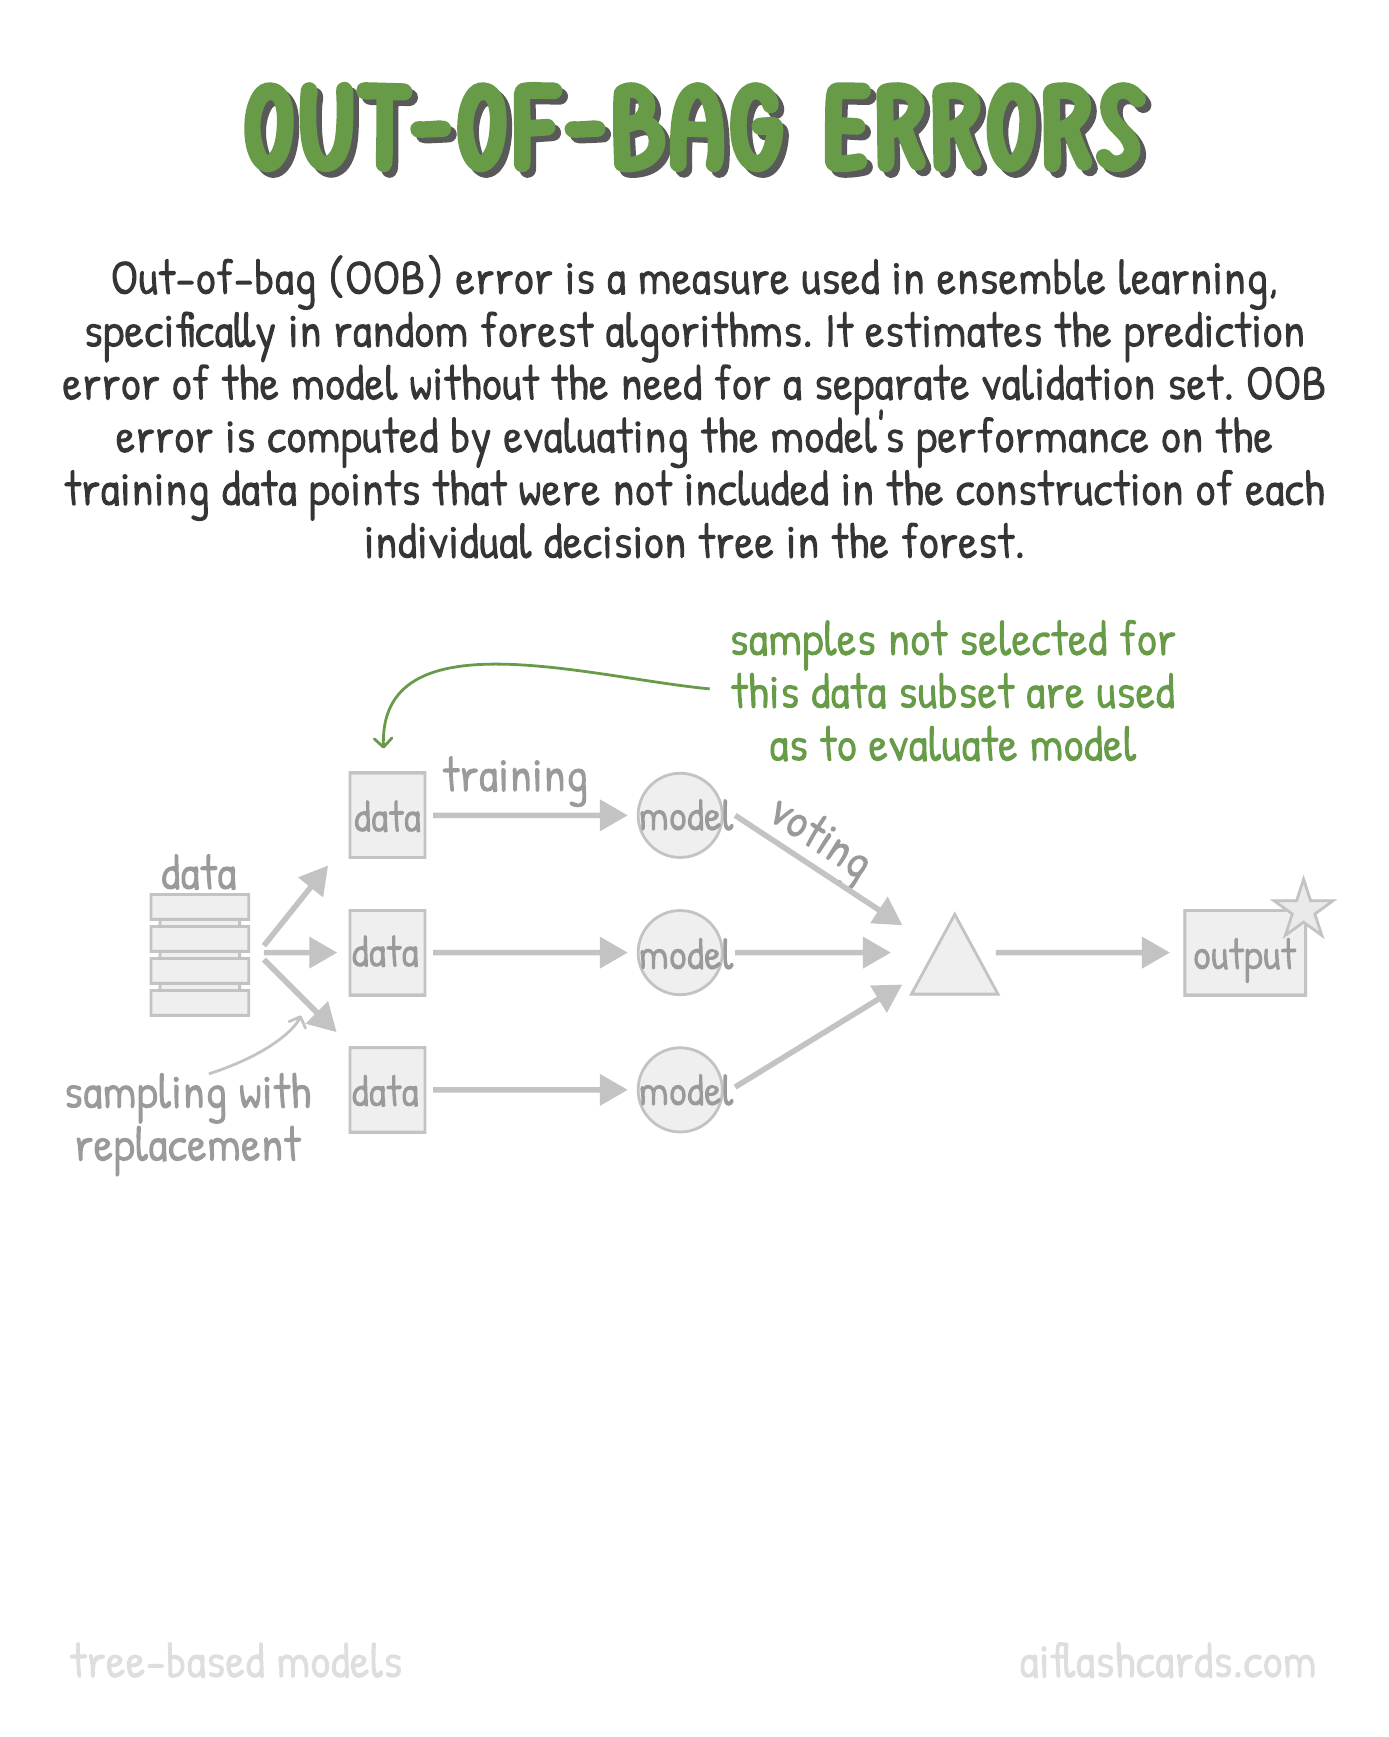 OUT-OF-BAG ERRORS
Out-of-bag (OOB) error is a measure used in ensemble learning,
specifically in random forest algorithms. It estimates the prediction
error of the model without the need for a separate validation set. OOB
error is computed by evaluating the model's performance on the
training data points that were not included in the construction of each
individual decision tree in the forest.
samples not selected for
this data subset are used
as to evaluate model
training
data
model
voting
data
data
model
output
sampling with
replacement
data
model
tree-based models
aiflashcards.com